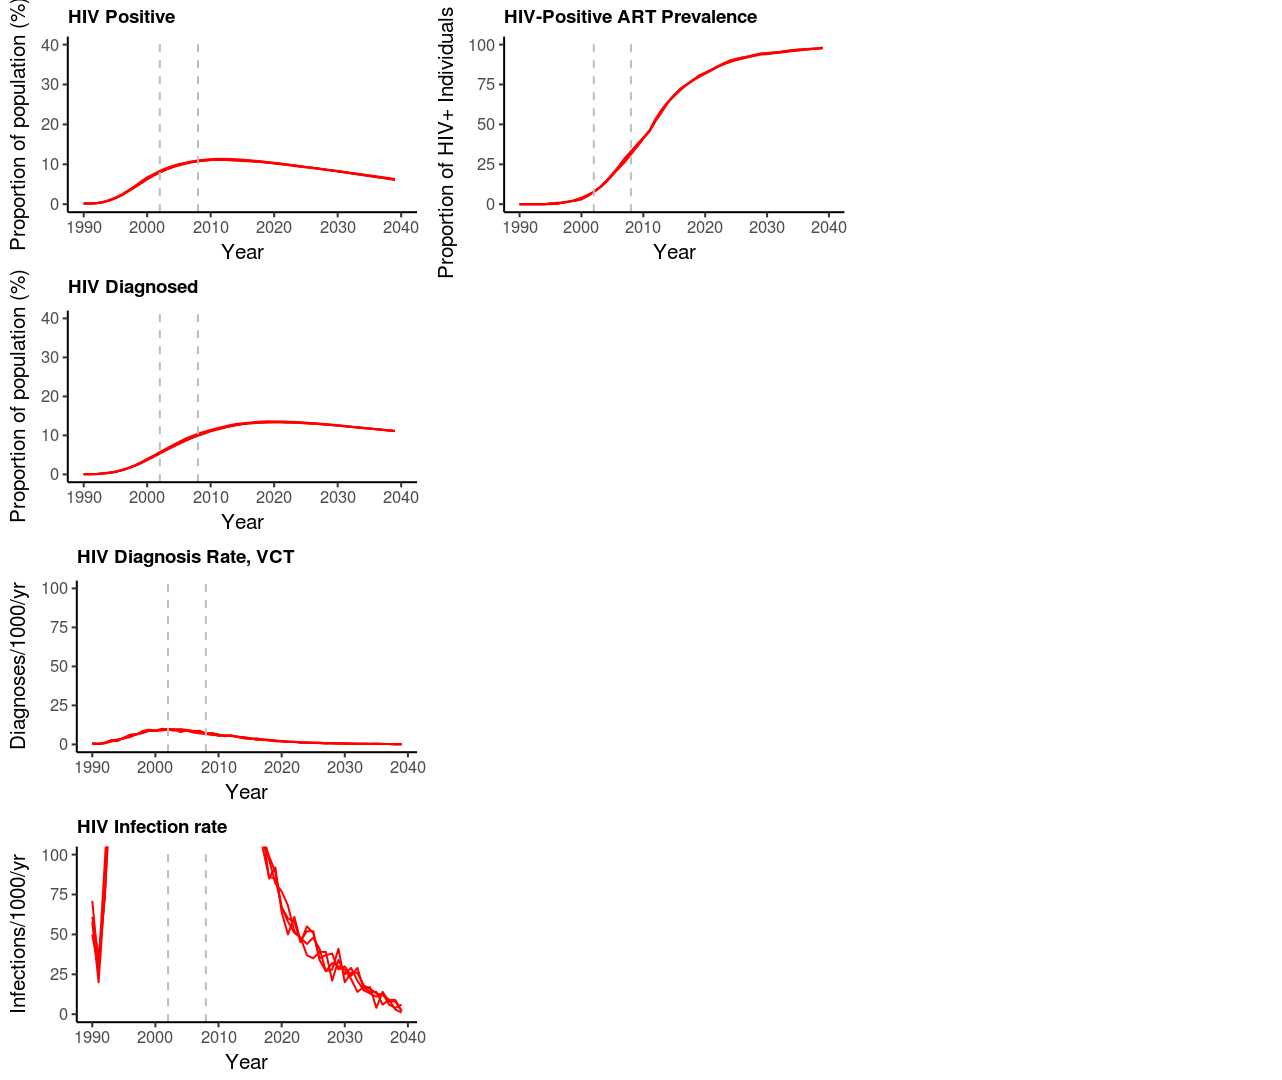 HIV Positive
Proportion of population (%)
40
30
20
10
0
1990 2000 2010 2020 2030 2040
Year
HIV-Positive ART Prevalence
Proportion of HIV+ Individuals
100
75
50
25
0
1990 2000 2010 2020 2030 2040
Year
HIV Diagnosed
Proportion of population (%)
40
30
20
10
0
1990 2000 2010 2020 2030 2040
Year
HIV Diagnosis Rate, VCT
Diagnoses/1000/yr
100
75
50
25
0
1990 2000 2010 2020 2030 2040
Year
HIV Infection rate
Infections/1000/yr
100
75
50
25
0
1990 2000 2010 2020 2030 2040
Year